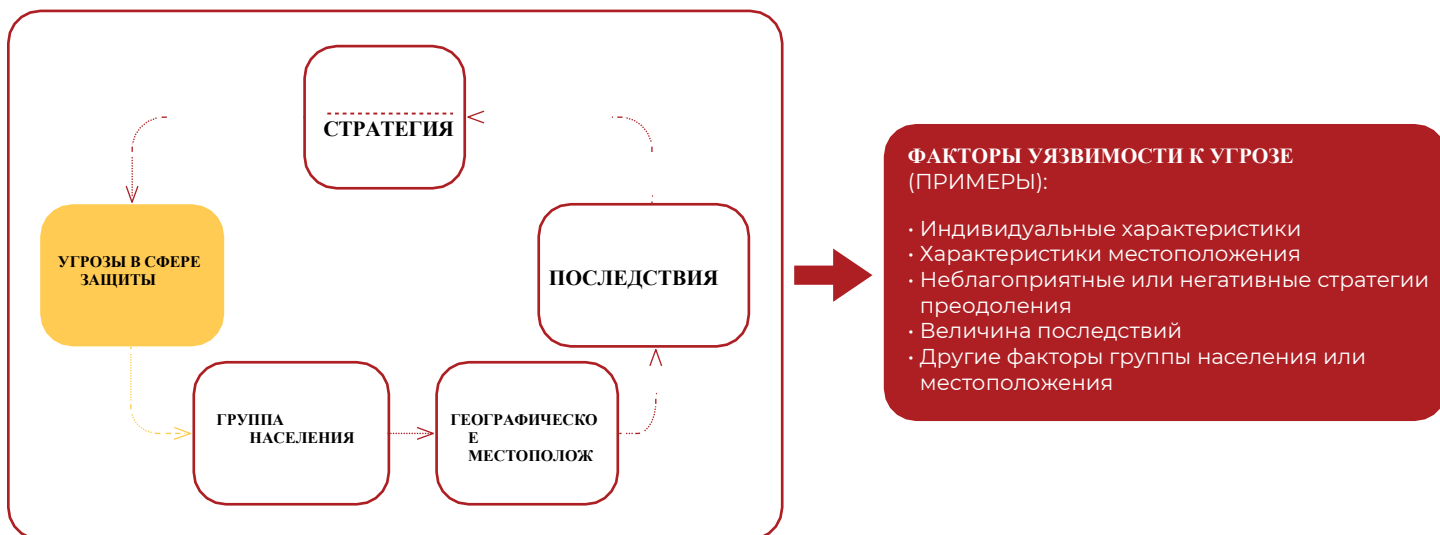 СТРАТЕГИЯ
УГРОЗЫ В СФЕРЕ
ЗАЩИТЫ
ПОСЛЕДСТВИЯ
ГРУППА
НАСЕЛЕНИЯ
ГЕОГРАФИЧЕСКО
Е
МЕСТОПОЛОЖ
ФАКТОРЫ УЯЗВИМОСТИ К УГРОЗЕ
(ПРИМЕРЫ):
• Индивидуальные характеристики
• Характеристики местоположения
• Неблагоприятные или негативные стратегии
преодоления
• Величина последствий
• Другие факторы группы населения или
местоположения